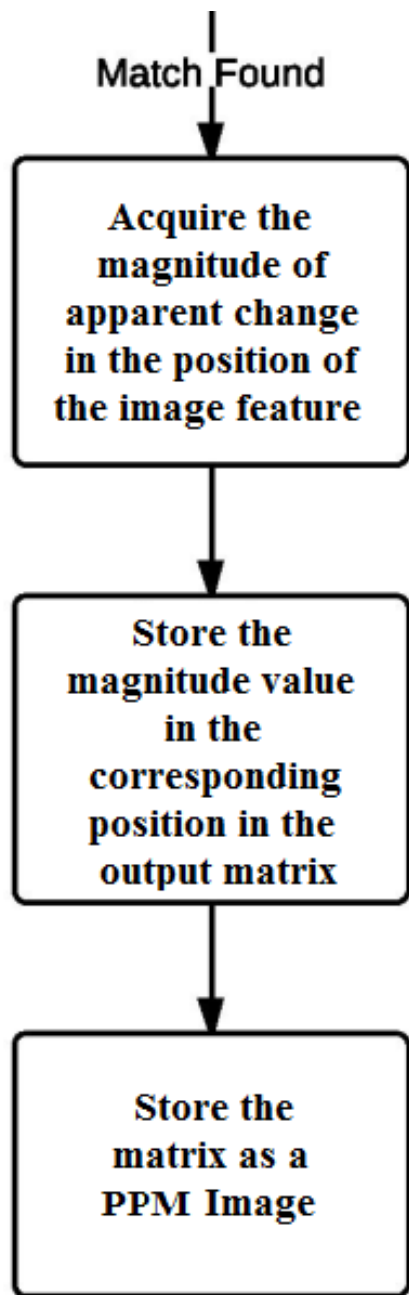 Match Found
Acquire the
magnitude of
apparent change
in the position of
the image feature
Store the
magnitude value
in the
corresponding
position in the
output matrix
Store the
matrix as a
PPM Image